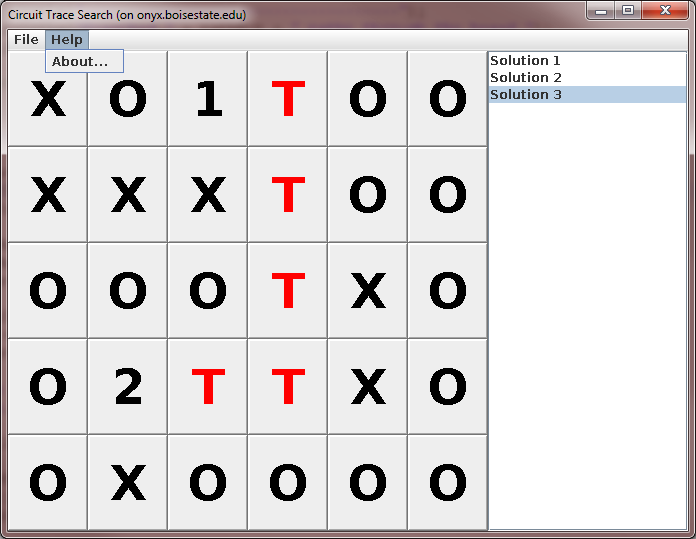 Circuit Trace Search (on onyx.boisestate.edu)
File Help
About...
X O 1 T O O
X X X T O O
O O O T X O
O 2 T T X O
O X O O O O
Solution 1
Solution 2
Solution 3